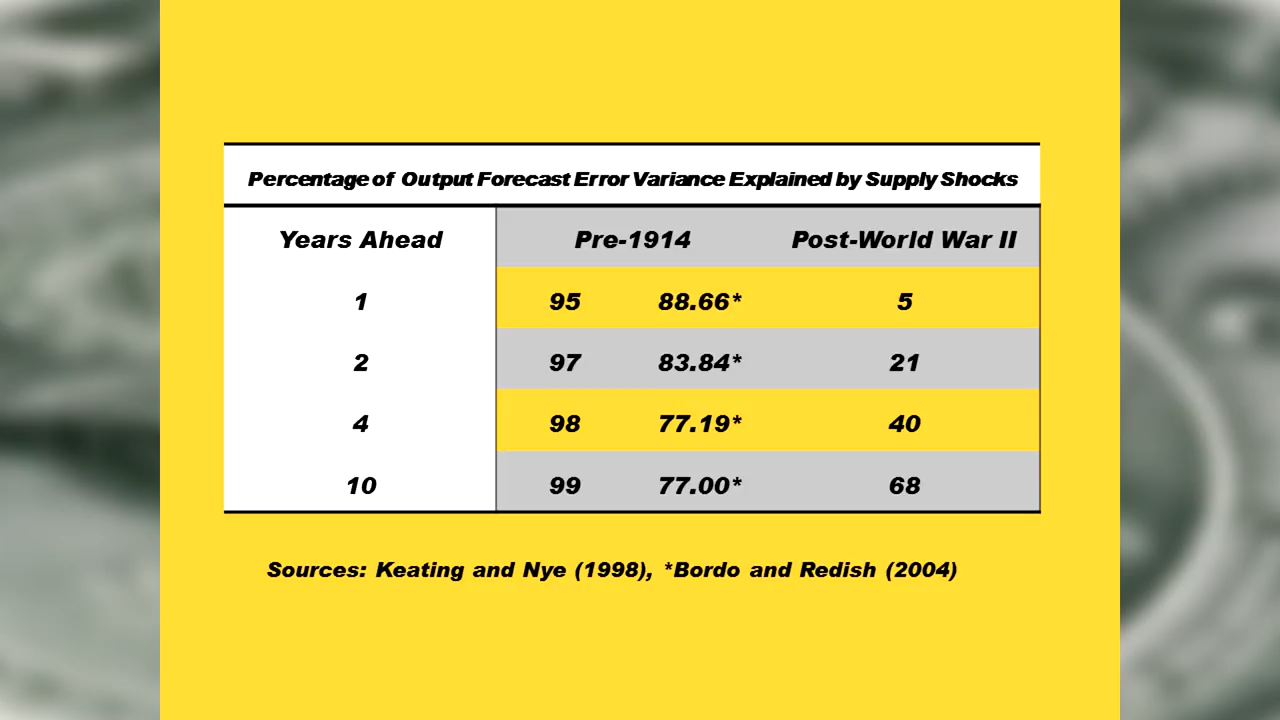 Percentage of Output Forecast Error Variance Explained by Supply Shocks
Years Ahead Pre-1914 Post-World War II
1 95 88.66* 5
2 97 83.84* 21
4 98 77.19* 40
10 99 77.00* 68
Sources: Keating and Nye (1998), *Bordo and Redish (2004)